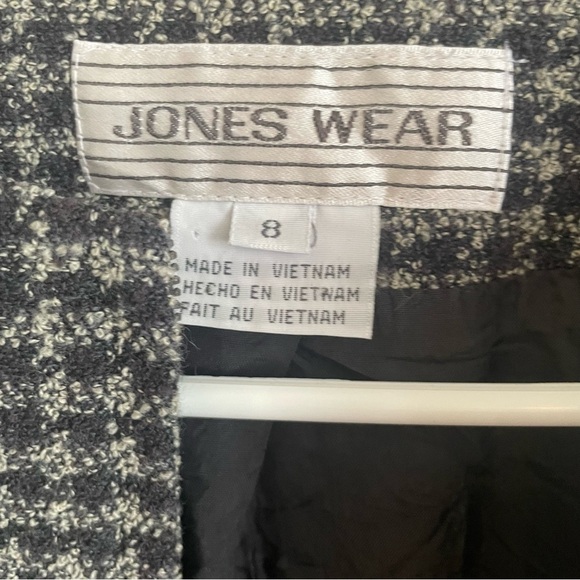 JONES WEAR
8
MADE IN VIETNAM
HECHO EN VIETNAM
FAIT AU VIETNAM